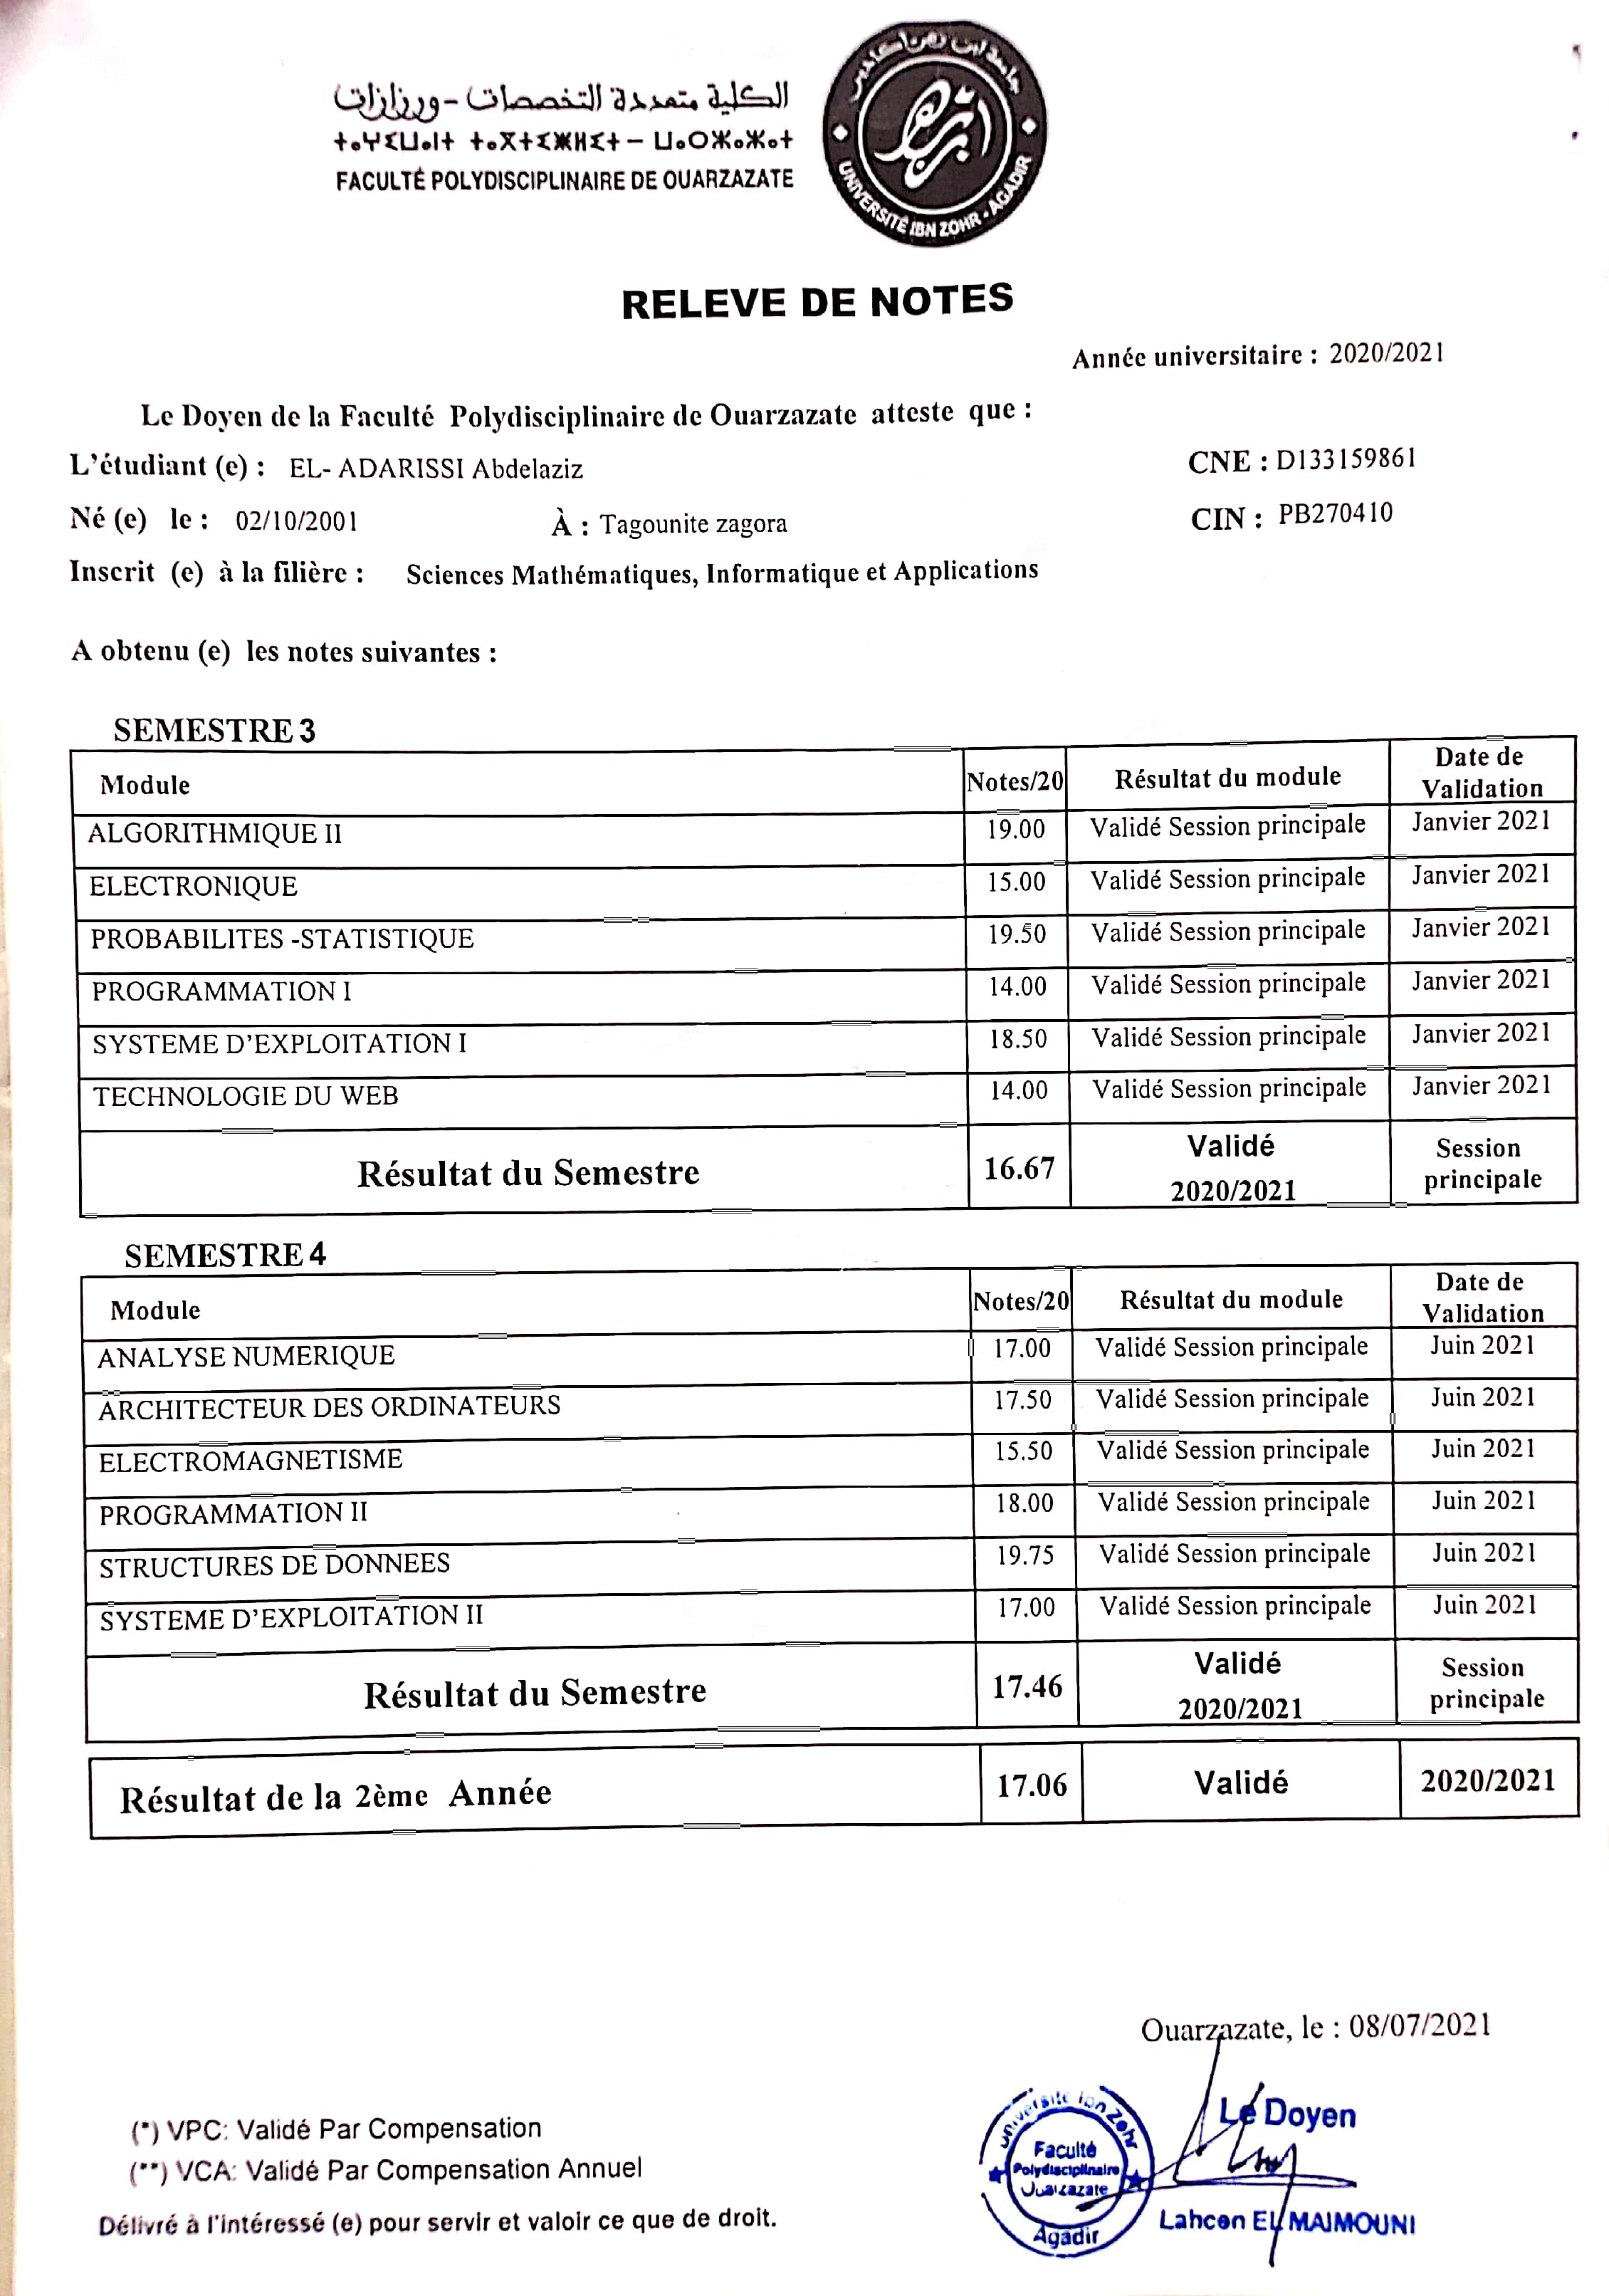 الكلية متعددة التخصصات - ورزازات
ⵜⴰⵖⵉⵡⴰⵏⵜ ⵜⴰⴳⵜⵉⵥⵍⵉⵜ – ⵡⴰⵔⵣⴰⵣⴰⵜ
FACULTÉ POLYDISCIPLINAIRE DE OUARZAZATE
UNIVERSITÉ IBN ZOHR - AGADIR
RELEVE DE NOTES
Année universitaire : 2020/2021
Le Doyen de la Faculté Polydisciplinaire de Ouarzazate atteste que :
L'étudiant (e) : EL- ADARISSI Abdelaziz CNE : D133159861
Né (e) le : 02/10/2001 À : Tagounite zagora CIN : PB270410
Inscrit (e) à la filière : Sciences Mathématiques, Informatique et Applications
A obtenu (e) les notes suivantes :
SEMESTRE 3
Module Notes/20 Résultat du module Date de Validation
ALGORITHMIQUE II 19.00 Validé Session principale Janvier 2021
ELECTRONIQUE 15.00 Validé Session principale Janvier 2021
PROBABILITES -STATISTIQUE 19.50 Validé Session principale Janvier 2021
PROGRAMMATION I 14.00 Validé Session principale Janvier 2021
SYSTEME D'EXPLOITATION I 18.50 Validé Session principale Janvier 2021
TECHNOLOGIE DU WEB 14.00 Validé Session principale Janvier 2021
Résultat du Semestre 16.67 Validé 2020/2021 Session principale
SEMESTRE 4
Module Notes/20 Résultat du module Date de Validation
ANALYSE NUMERIQUE 17.00 Validé Session principale Juin 2021
ARCHITECTEUR DES ORDINATEURS 17.50 Validé Session principale Juin 2021
ELECTROMAGNETISME 15.50 Validé Session principale Juin 2021
PROGRAMMATION II 18.00 Validé Session principale Juin 2021
STRUCTURES DE DONNEES 19.75 Validé Session principale Juin 2021
SYSTEME D'EXPLOITATION II 17.00 Validé Session principale Juin 2021
Résultat du Semestre 17.46 Validé 2020/2021 Session principale
Résultat de la 2ème Année 17.06 Validé 2020/2021
Ouarzazate, le : 08/07/2021
Le Doyen
Université Ibn Zohr
Faculté
Polydisciplinaire
Ouarzazate
Agadir
Lahcen EL MAIMOUNI
(*) VPC: Validé Par Compensation
(**) VCA: Validé Par Compensation Annuel
Délivré à l'intéressé (e) pour servir et valoir ce que de droit.